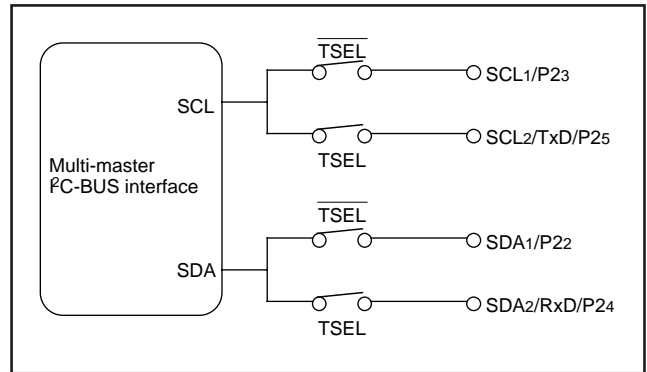 TSEL
SCL1/P23
SCL
SCL2/TxD/P25
TSEL
Multi-master
I²C-BUS interface
TSEL
SDA1/P22
SDA
SDA2/RxD/P24
TSEL